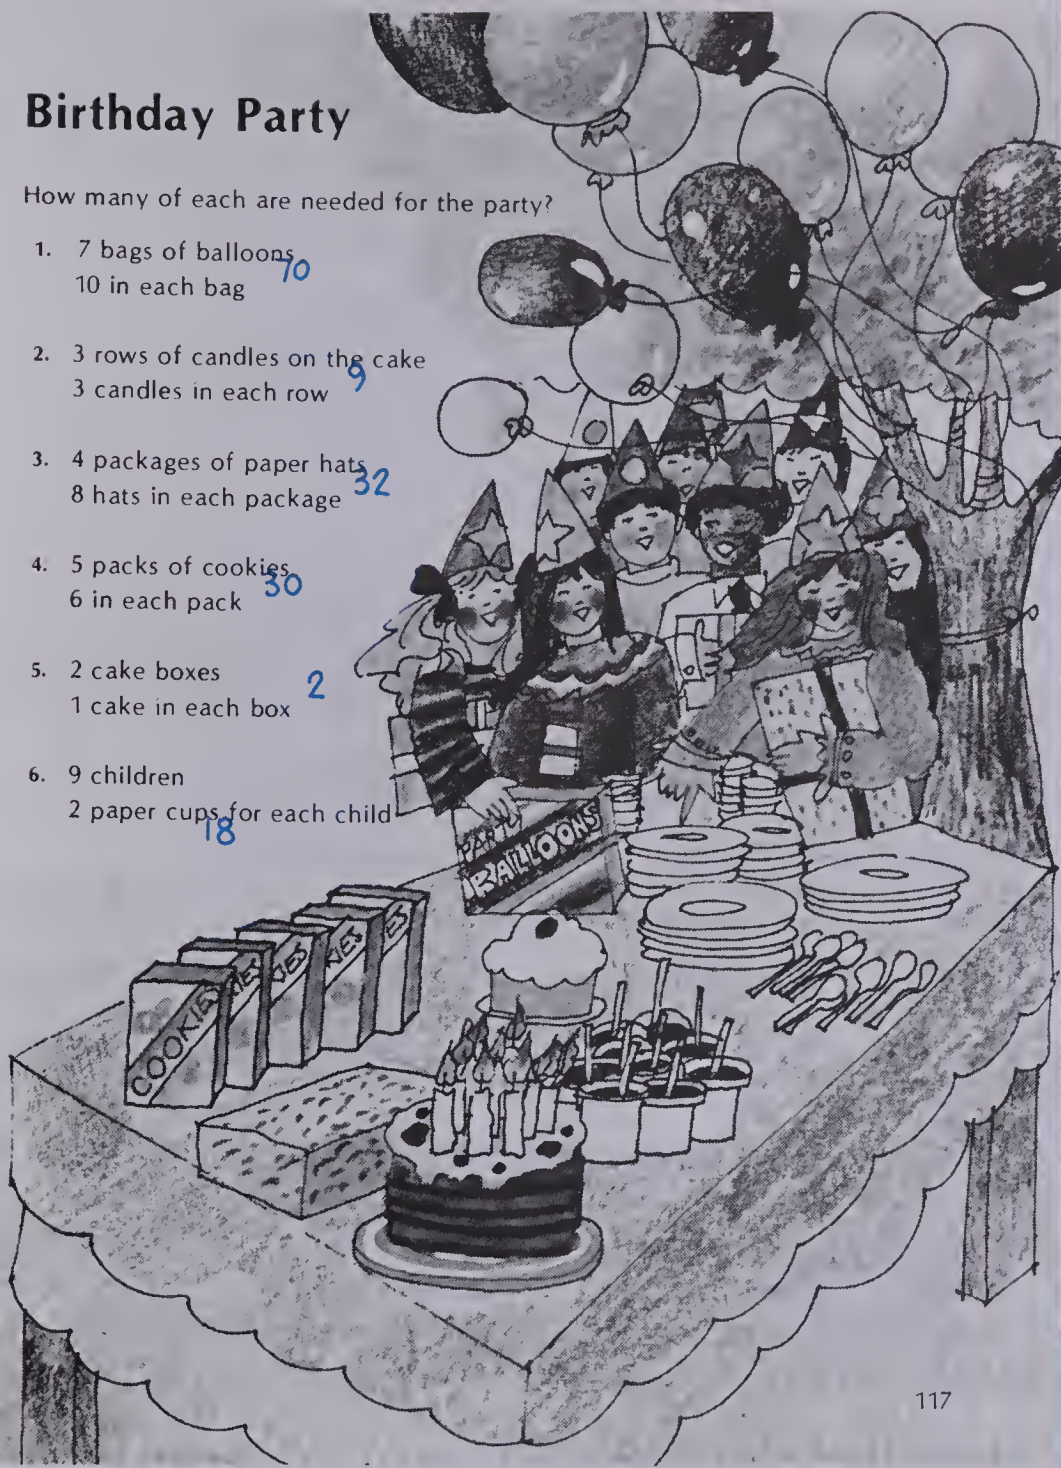 Birthday Party
How many of each are needed for the party?
1. 7 bags of balloons
70
10 in each bag
2. 3 rows of candles on the cake
9
3 candles in each row
3. 4 packages of paper hats
32
8 hats in each package
4. 5 packs of cookies
30
6 in each pack
5. 2 cake boxes
2
1 cake in each box
6. 9 children
2 paper cups for each child
18
BALLOONS
COOKIES
IES
IES
KIES
ES
117